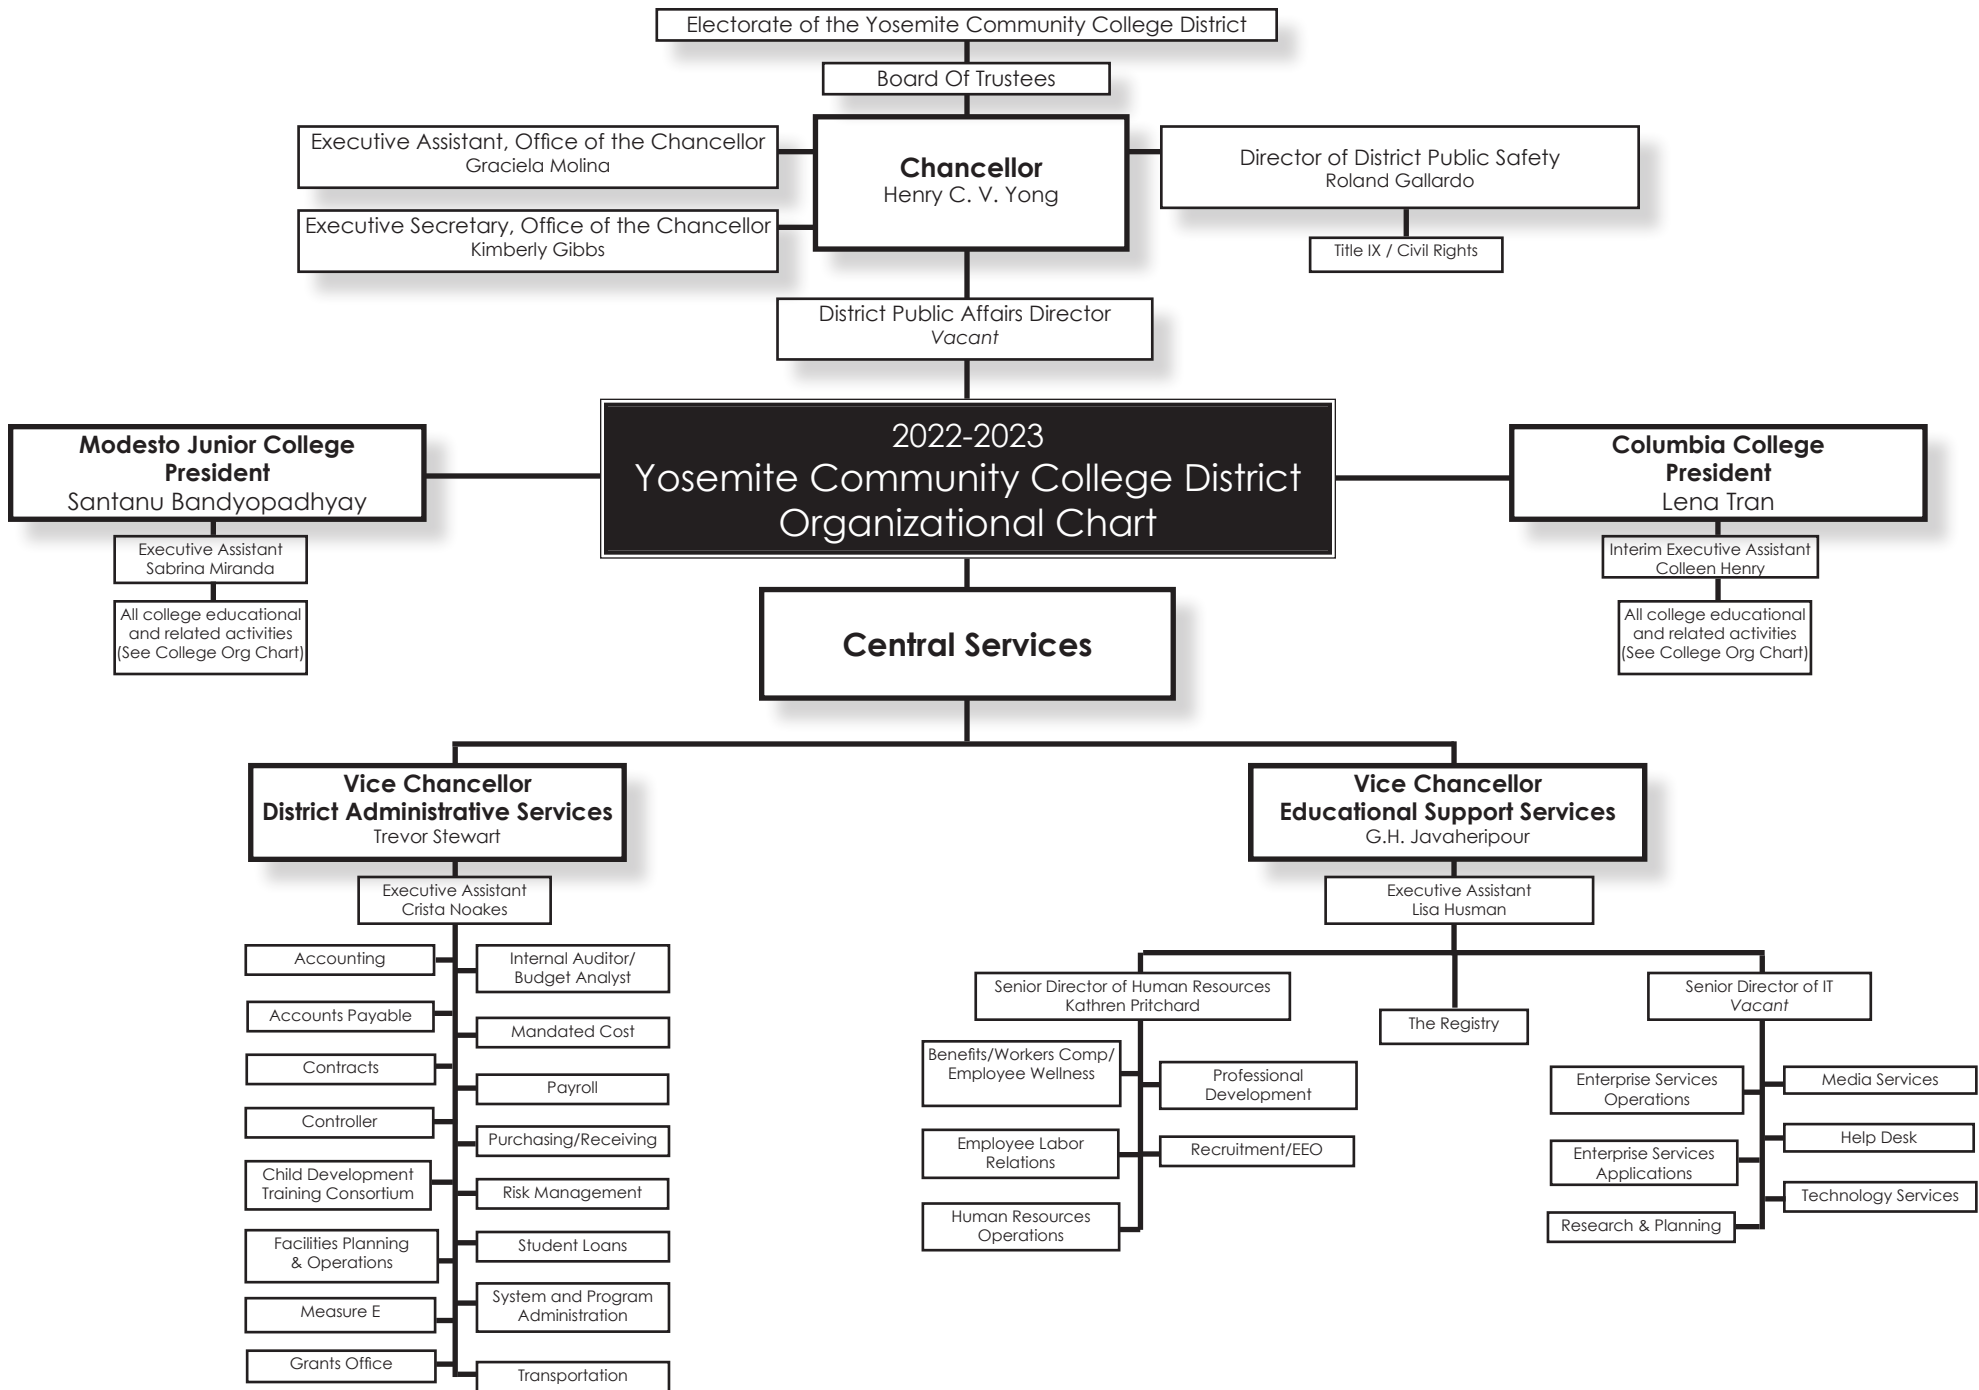 Electorate of the Yosemite Community College District
Board Of Trustees
Executive Assistant, Office of the Chancellor
Graciela Molina
Executive Secretary, Office of the Chancellor
Kimberly Gibbs
Chancellor
Henry C. V. Yong
Director of District Public Safety
Roland Gallardo
Title IX / Civil Rights
District Public Affairs Director
Vacant
2022-2023
Yosemite Community College District
Organizational Chart
Modesto Junior College
President
Santanu Bandyopadhyay
Executive Assistant
Sabrina Miranda
All college educational
and related activities
(See College Org Chart)
Columbia College
President
Lena Tran
Interim Executive Assistant
Colleen Henry
All college educational
and related activities
(See College Org Chart)
Central Services
Vice Chancellor
District Administrative Services
Trevor Stewart
Executive Assistant
Crista Noakes
Accounting
Accounts Payable
Contracts
Controller
Child Development
Training Consortium
Facilities Planning
& Operations
Measure E
Grants Office
Internal Auditor/
Budget Analyst
Mandated Cost
Payroll
Purchasing/Receiving
Risk Management
Student Loans
System and Program
Administration
Transportation
Vice Chancellor
Educational Support Services
G.H. Javaheripour
Executive Assistant
Lisa Husman
Senior Director of Human Resources
Kathren Pritchard
Benefits/Workers Comp/
Employee Wellness
Employee Labor
Relations
Human Resources
Operations
Professional
Development
Recruitment/EEO
The Registry
Senior Director of IT
Vacant
Enterprise Services
Operations
Enterprise Services
Applications
Research & Planning
Media Services
Help Desk
Technology Services